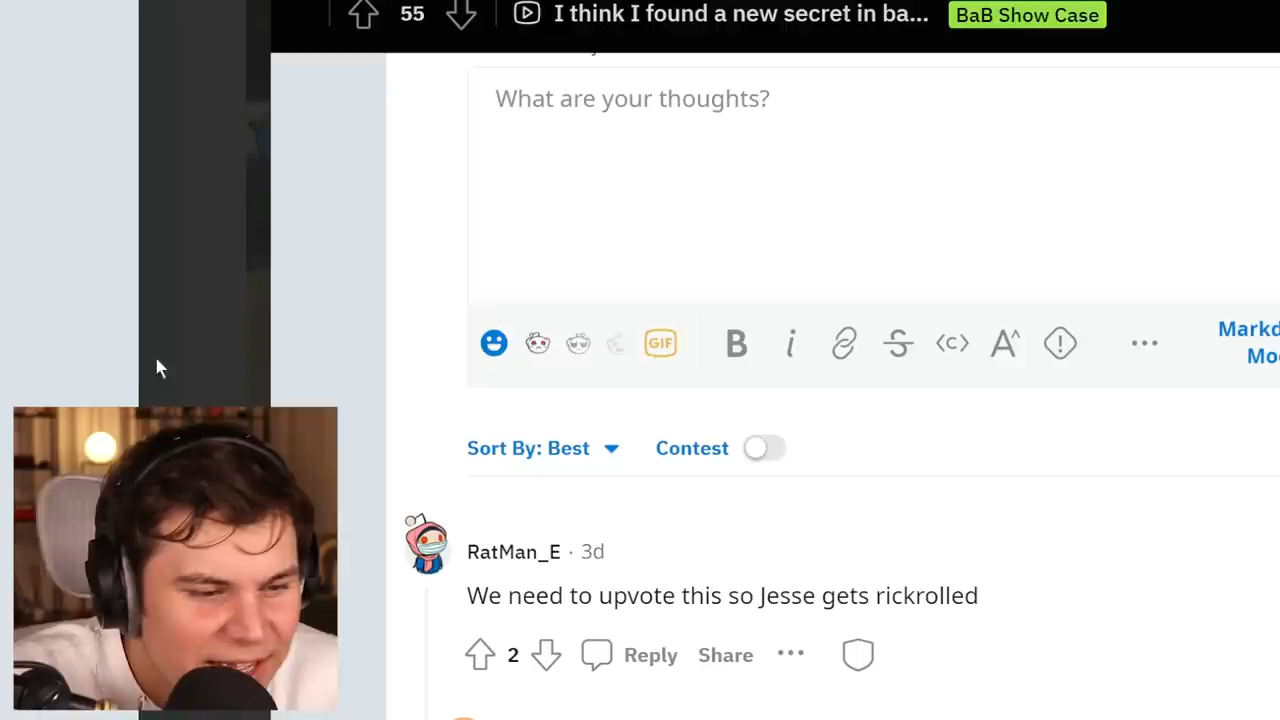 55
I think I found a new secret in ba...
BaB Show Case
What are your thoughts?
GIF
B i <c> A^ ...
Markd
Mo
Sort By: Best
Contest
RatMan_E · 3d
We need to upvote this so Jesse gets rickrolled
2 Reply Share ...